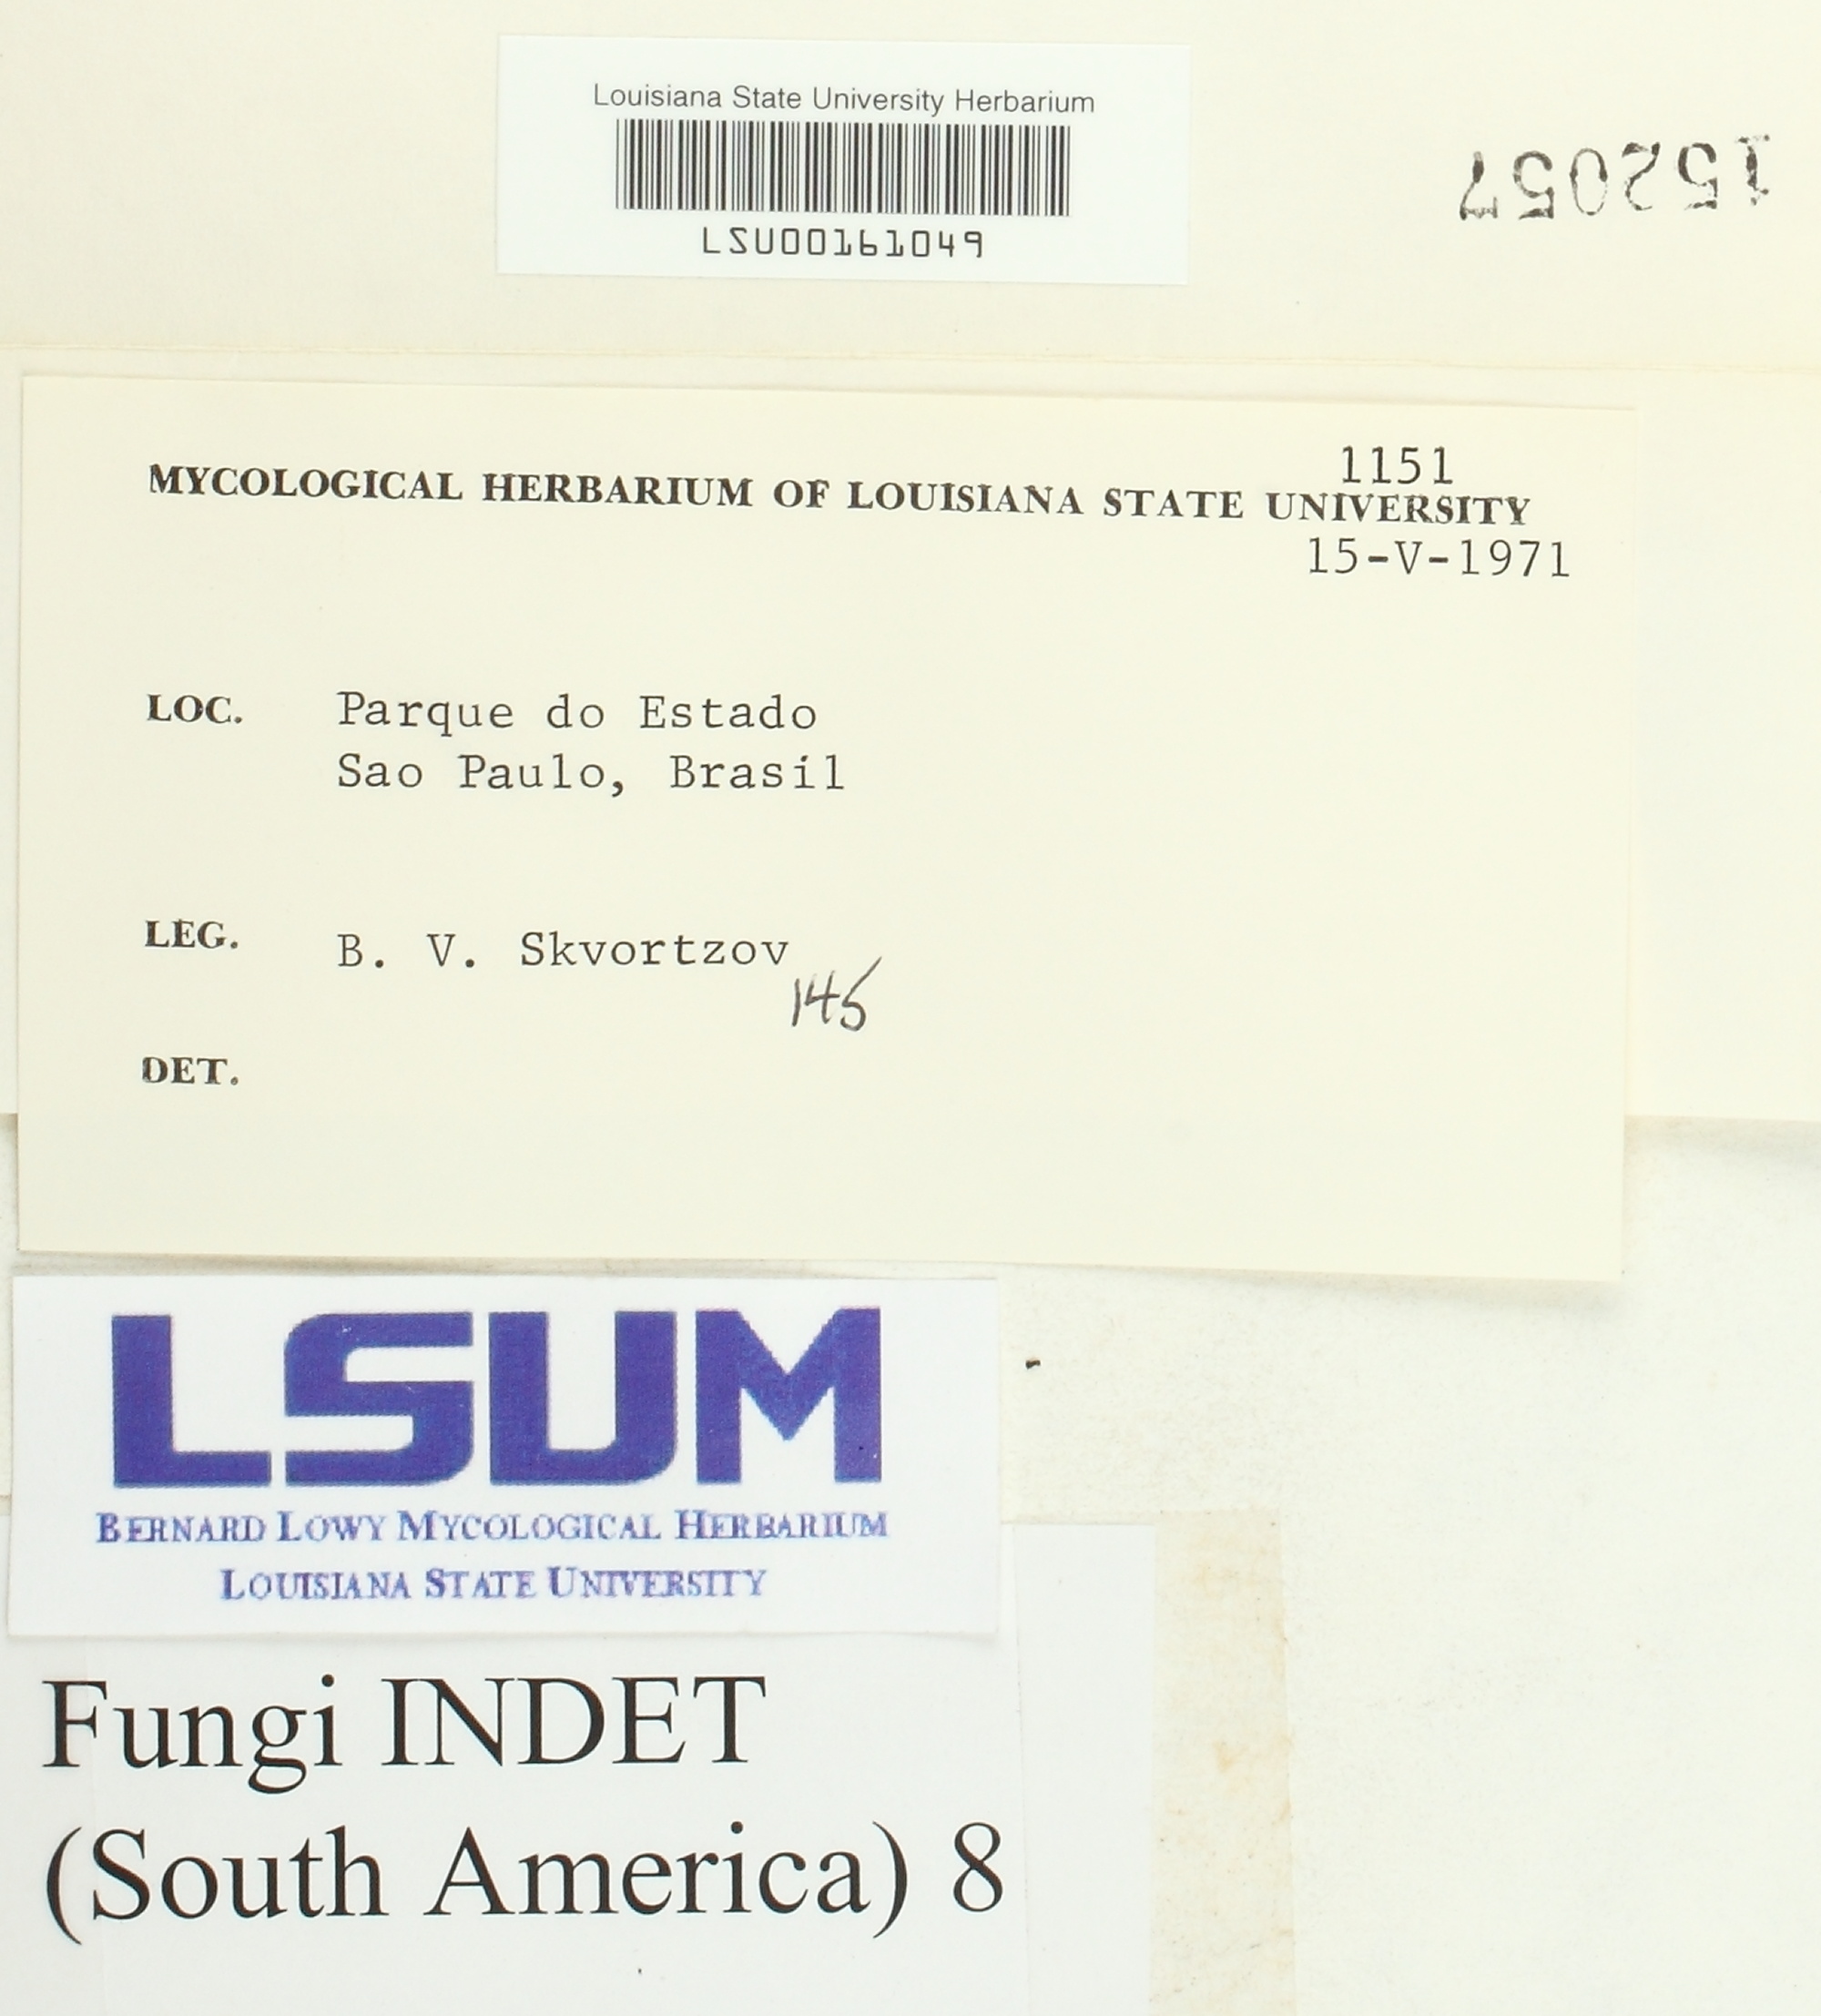 Louisiana State University Herbarium
LSU00161049
152057
1151
MYCOLOGICAL HERBARIUM OF LOUISIANA STATE UNIVERSITY
15-V-1971
LOC. Parque do Estado
Sao Paulo, Brasil
LEG. B. V. Skvortzov
145
DET.
LSUM
BERNARD LOWY MYCOLOGICAL HERBARIUM
LOUISIANA STATE UNIVERSITY
Fungi INDET
(South America) 8